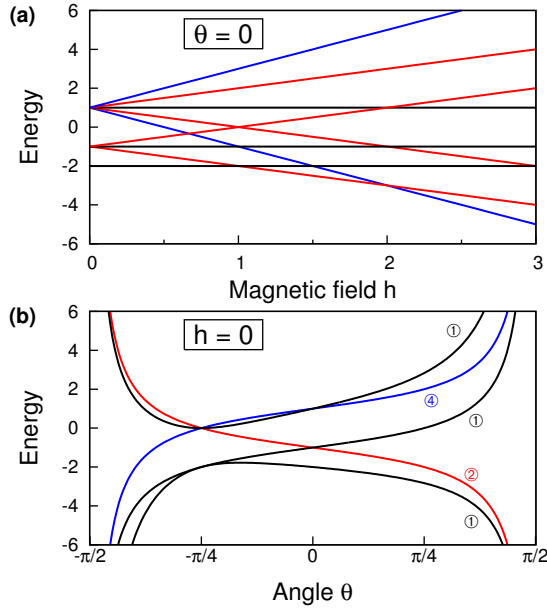 (a)
θ = 0
6
4
2
0
-2
-4
-6
Energy
0
1
2
3
Magnetic field h
(b)
h = 0
6
4
2
0
-2
-4
-6
Energy
①
④
①
②
①
-π/2
-π/4
0
π/4
π/2
Angle θ